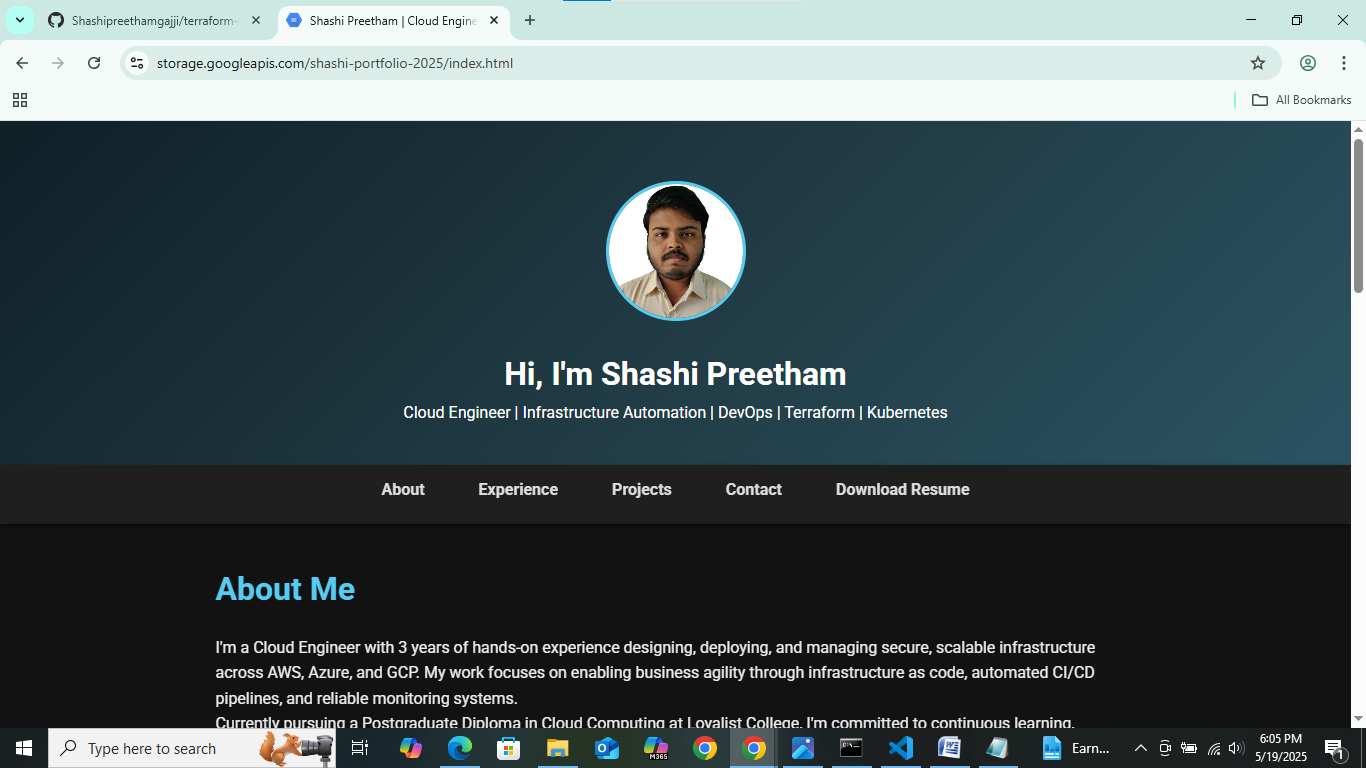 Shashipreethamgajji/terraform-
Shashi Preetham | Cloud Engine
storage.googleapis.com/shashi-portfolio-2025/index.html
All Bookmarks
Hi, I'm Shashi Preetham
Cloud Engineer | Infrastructure Automation | DevOps | Terraform | Kubernetes
About Experience Projects Contact Download Resume
About Me
I'm a Cloud Engineer with 3 years of hands-on experience designing, deploying, and managing secure, scalable infrastructure
across AWS, Azure, and GCP. My work focuses on enabling business agility through infrastructure as code, automated CI/CD
pipelines, and reliable monitoring systems.
Currently pursuing a Postgraduate Diploma in Cloud Computing at Loyalist College, I'm committed to continuous learning,
Type here to search
M365
Earn...
6:05 PM
5/19/2025
1